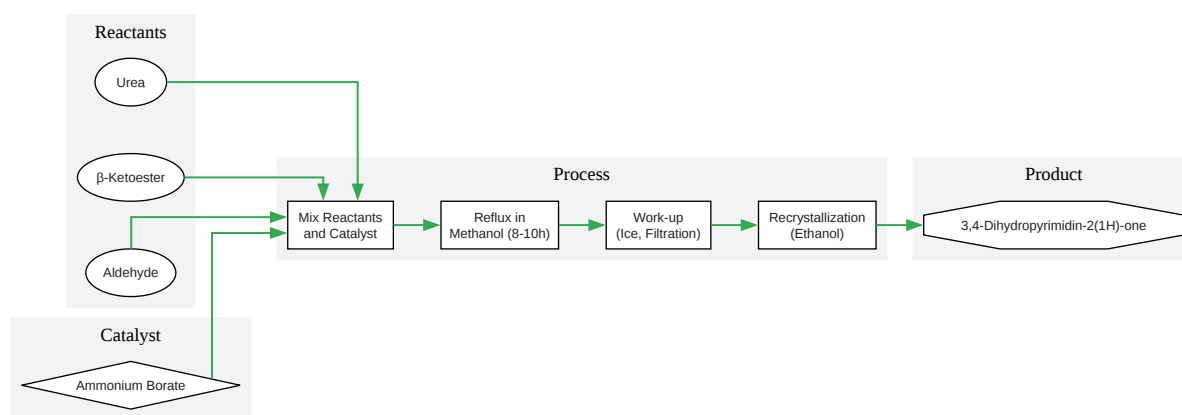 Reactants
Urea
β-Ketoester
Aldehyde
Catalyst
Ammonium Borate
Process
Mix Reactants
and Catalyst
Reflux in
Methanol (8-10h)
Work-up
(Ice, Filtration)
Recrystallization
(Ethanol)
Product
3,4-Dihydropyrimidin-2(1H)-one